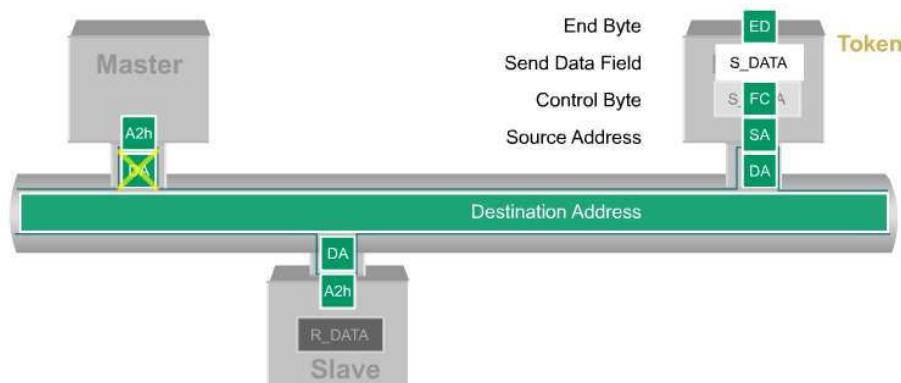 End Byte
ED
Token
Master
Send Data Field
S_DATA
Control Byte
FC
A2h
Source Address
SA
DA
DA
Destination Address
DA
A2h
R_DATA
Slave